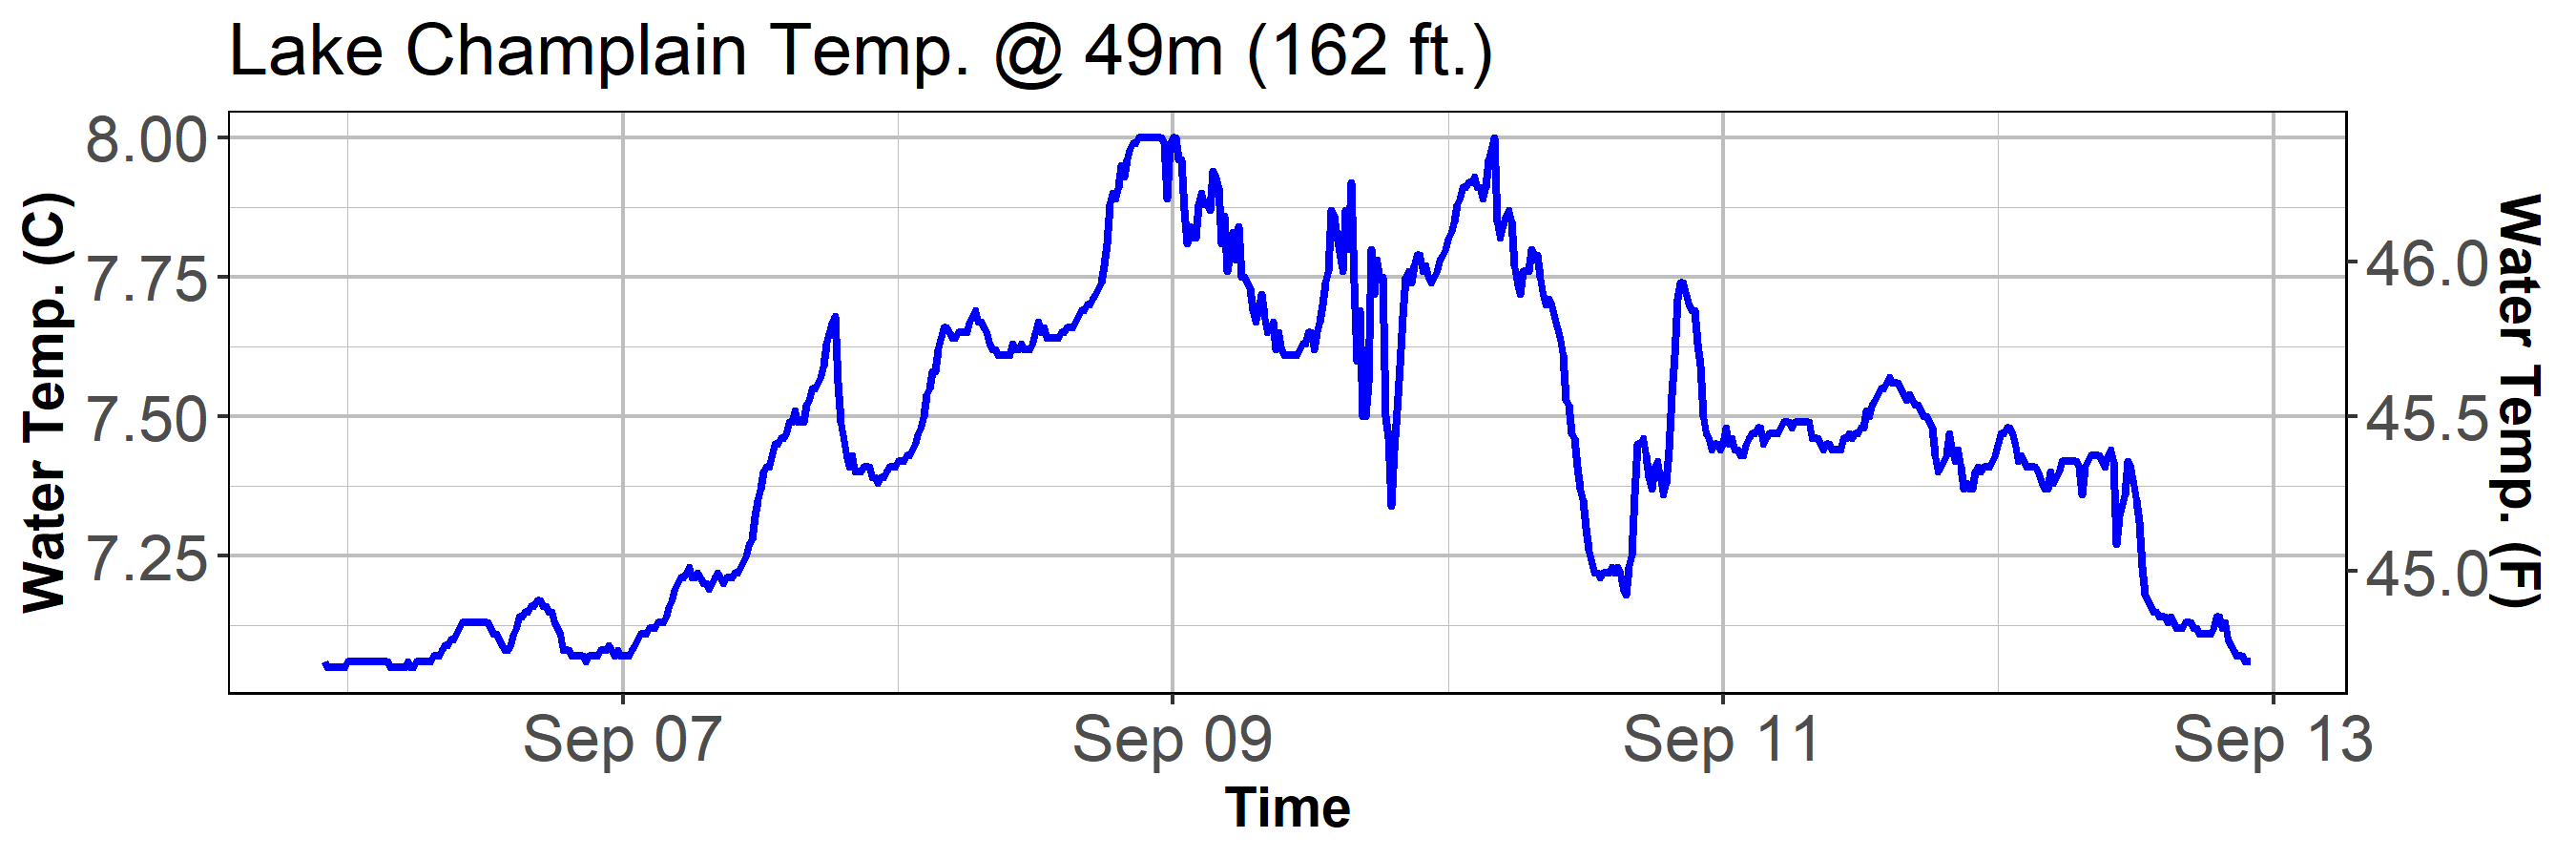 Lake Champlain Temp. @ 49m (162 ft.)
Water Temp. (C)
8.00
7.75
7.50
7.25
46.0
45.5
45.0
Water Temp. (F)
Sep 07 Sep 09 Sep 11 Sep 13
Time